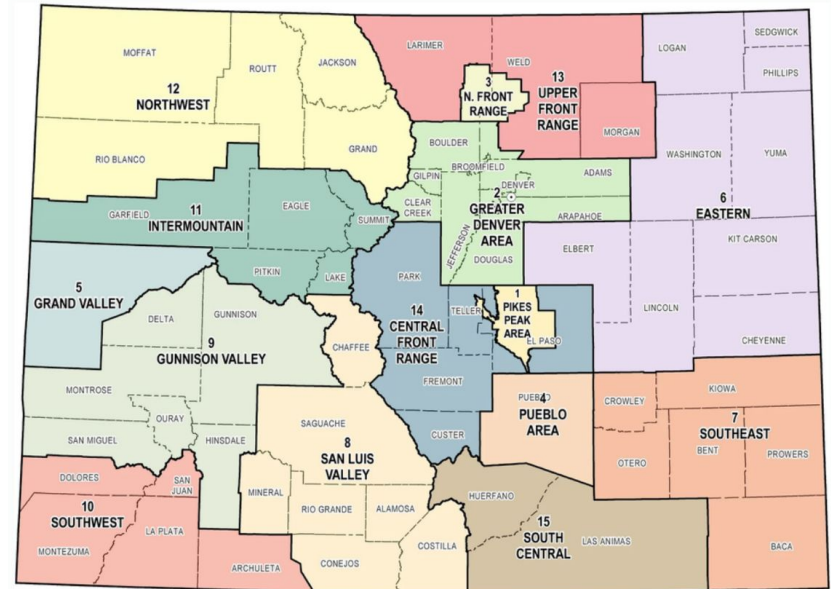 MOFFAT
ROUTT
JACKSON
LARIMER
WELD
LOGAN
SEDGWICK
PHILLIPS
12
NORTHWEST
3
N. FRONT
RANGE
13
UPPER
FRONT
RANGE
MORGAN
RIO BLANCO
GRAND
BOULDER
BROOMFIELD
GILPIN
ADAMS
DENVER
CLEAR
CREEK
2
GREATER
DENVER
AREA
ARAPAHOE
JEFFERSON
DOUGLAS
WASHINGTON
YUMA
6
EASTERN
KIT CARSON
ELBERT
LINCOLN
CHEYENNE
GARFIELD
11
INTERMOUNTAIN
EAGLE
SUMMIT
PITKIN
LAKE
5
GRAND VALLEY
DELTA
GUNNISON
9
GUNNISON VALLEY
CHAFFEE
PARK
14
CENTRAL
FRONT
RANGE
TELLER
1
PIKES
PEAK
AREA
EL PASO
FREMONT
CUSTER
MONTROSE
OURAY
SAN MIGUEL
HINSDALE
SAGUACHE
8
SAN LUIS
VALLEY
PUEBLO
4
PUEBLO
AREA
CROWLEY
KIOWA
7
SOUTHEAST
OTERO
BENT
PROWERS
BACA
DOLORES
SAN
JUAN
10
SOUTHWEST
LA PLATA
MONTEZUMA
ARCHULETA
MINERAL
RIO GRANDE
ALAMOSA
CONEJOS
COSTILLA
HUERFANO
15
SOUTH
CENTRAL
LAS ANIMAS